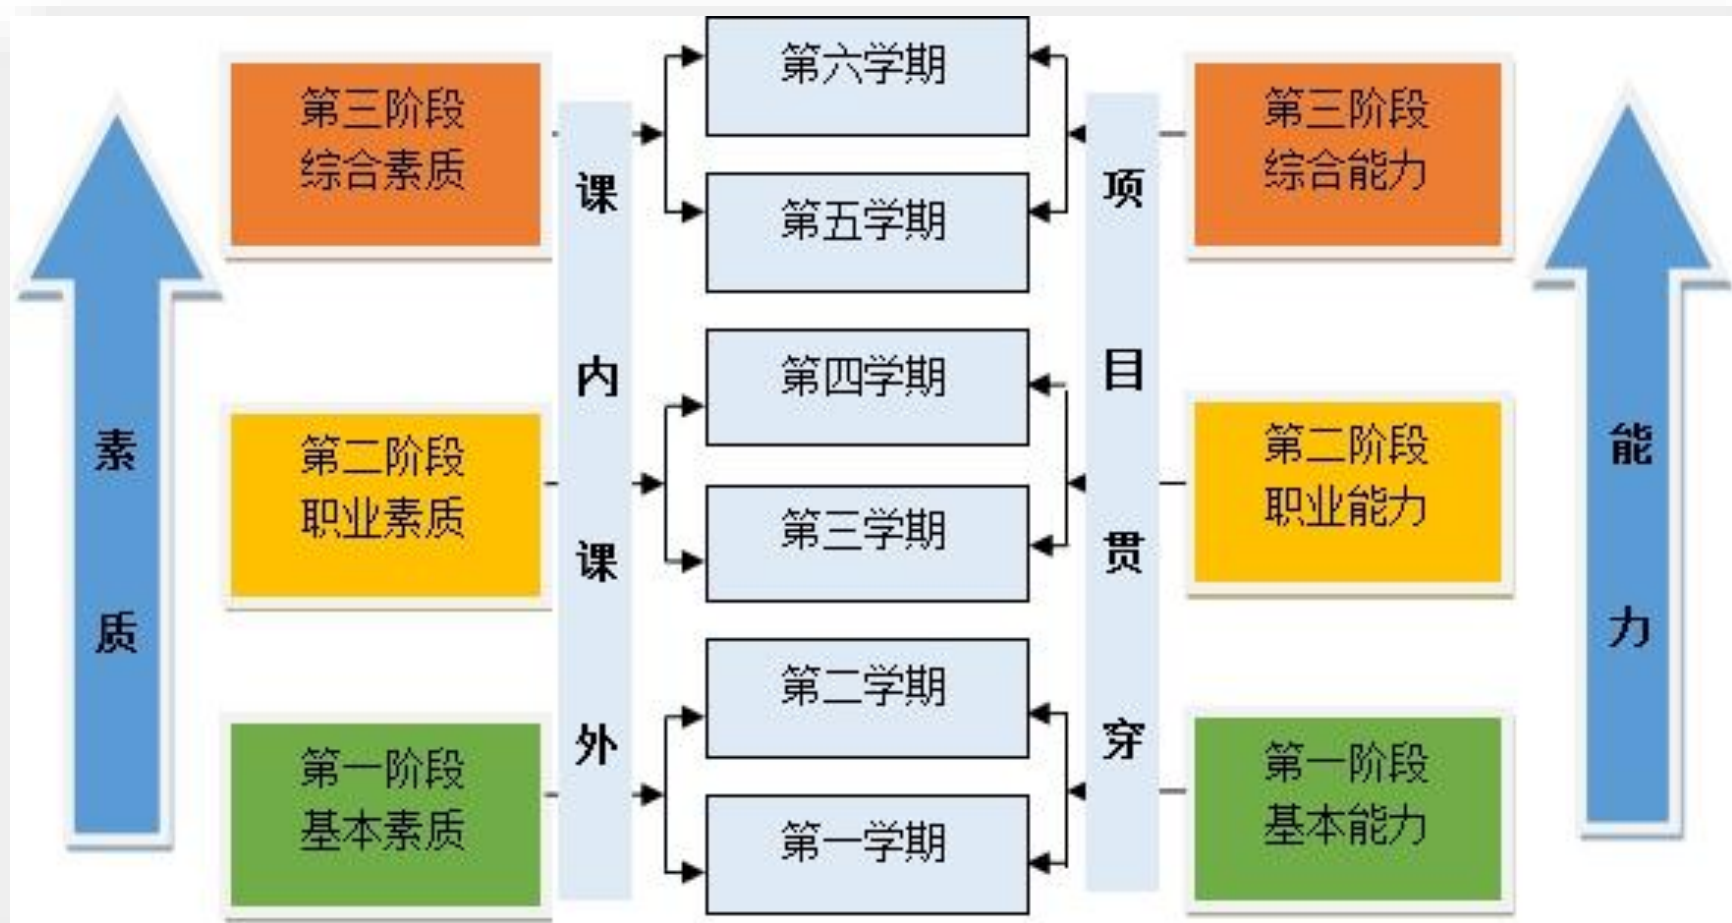 素质
第三阶段
综合素质
第二阶段
职业素质
第一阶段
基本素质
课内课外
第六学期
第五学期
第四学期
第三学期
第二学期
第一学期
项目贯穿
第三阶段
综合能力
第二阶段
职业能力
第一阶段
基本能力
能力